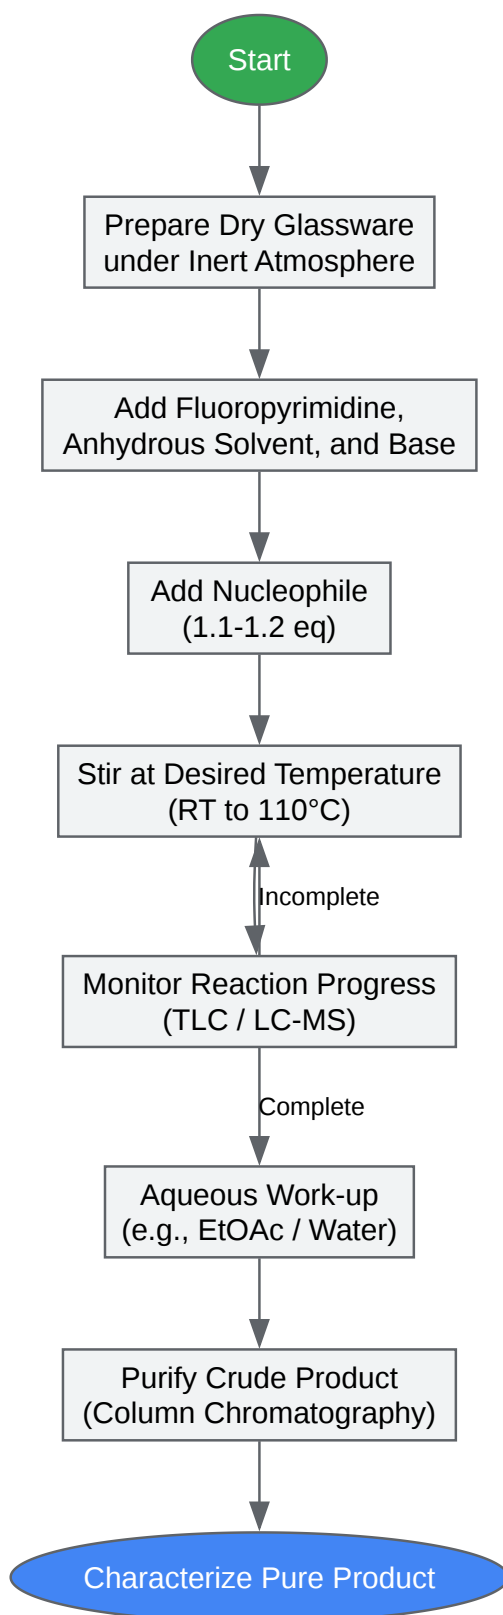 Start
Prepare Dry Glassware
under Inert Atmosphere
Add Fluoropyrimidine,
Anhydrous Solvent, and Base
Add Nucleophile
(1.1-1.2 eq)
Stir at Desired Temperature
(RT to 110°C)
Incomplete
Monitor Reaction Progress
(TLC / LC-MS)
Complete
Aqueous Work-up
(e.g., EtOAc / Water)
Purify Crude Product
(Column Chromatography)
Characterize Pure Product